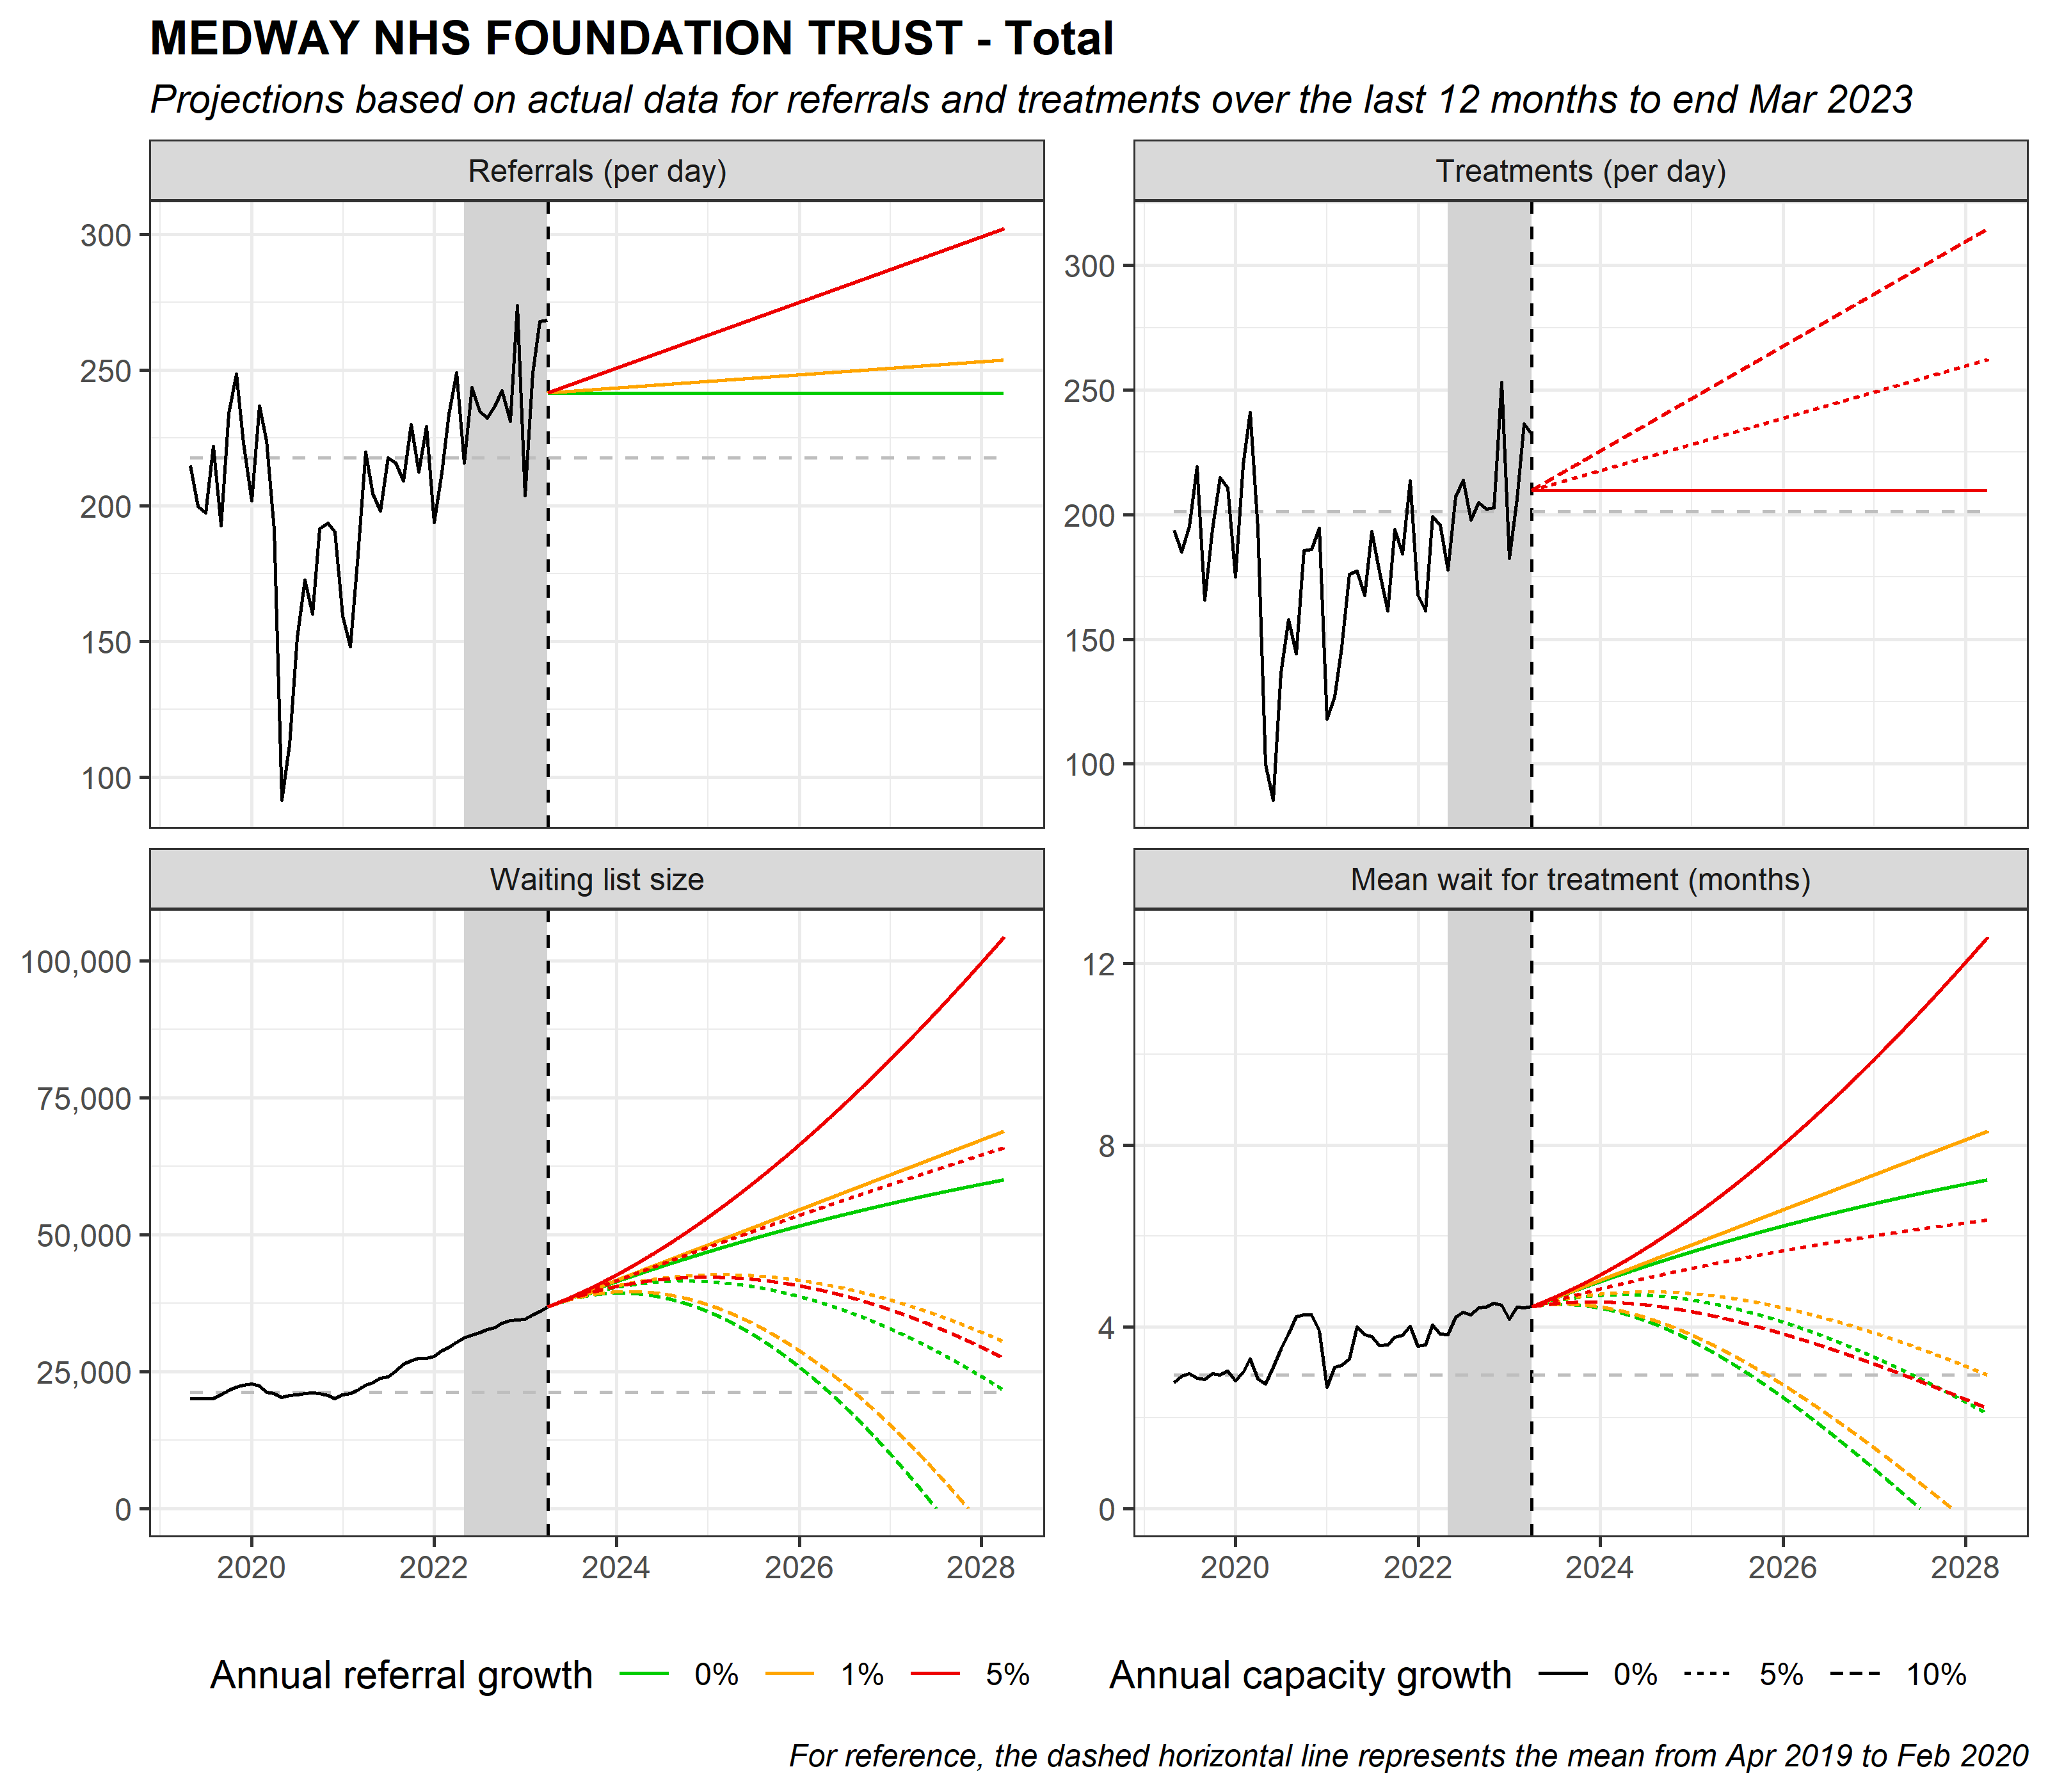 MEDWAY NHS FOUNDATION TRUST - Total
Projections based on actual data for referrals and treatments over the last 12 months to end Mar 2023
Referrals (per day)
300
250
200
150
100
Treatments (per day)
300
250
200
150
100
Waiting list size
100,000
75,000
50,000
25,000
0
2020 2022 2024 2026 2028
Mean wait for treatment (months)
12
8
4
0
2020 2022 2024 2026 2028
Annual referral growth 0% 1% 5%
Annual capacity growth 0% 5% 10%
For reference, the dashed horizontal line represents the mean from Apr 2019 to Feb 2020